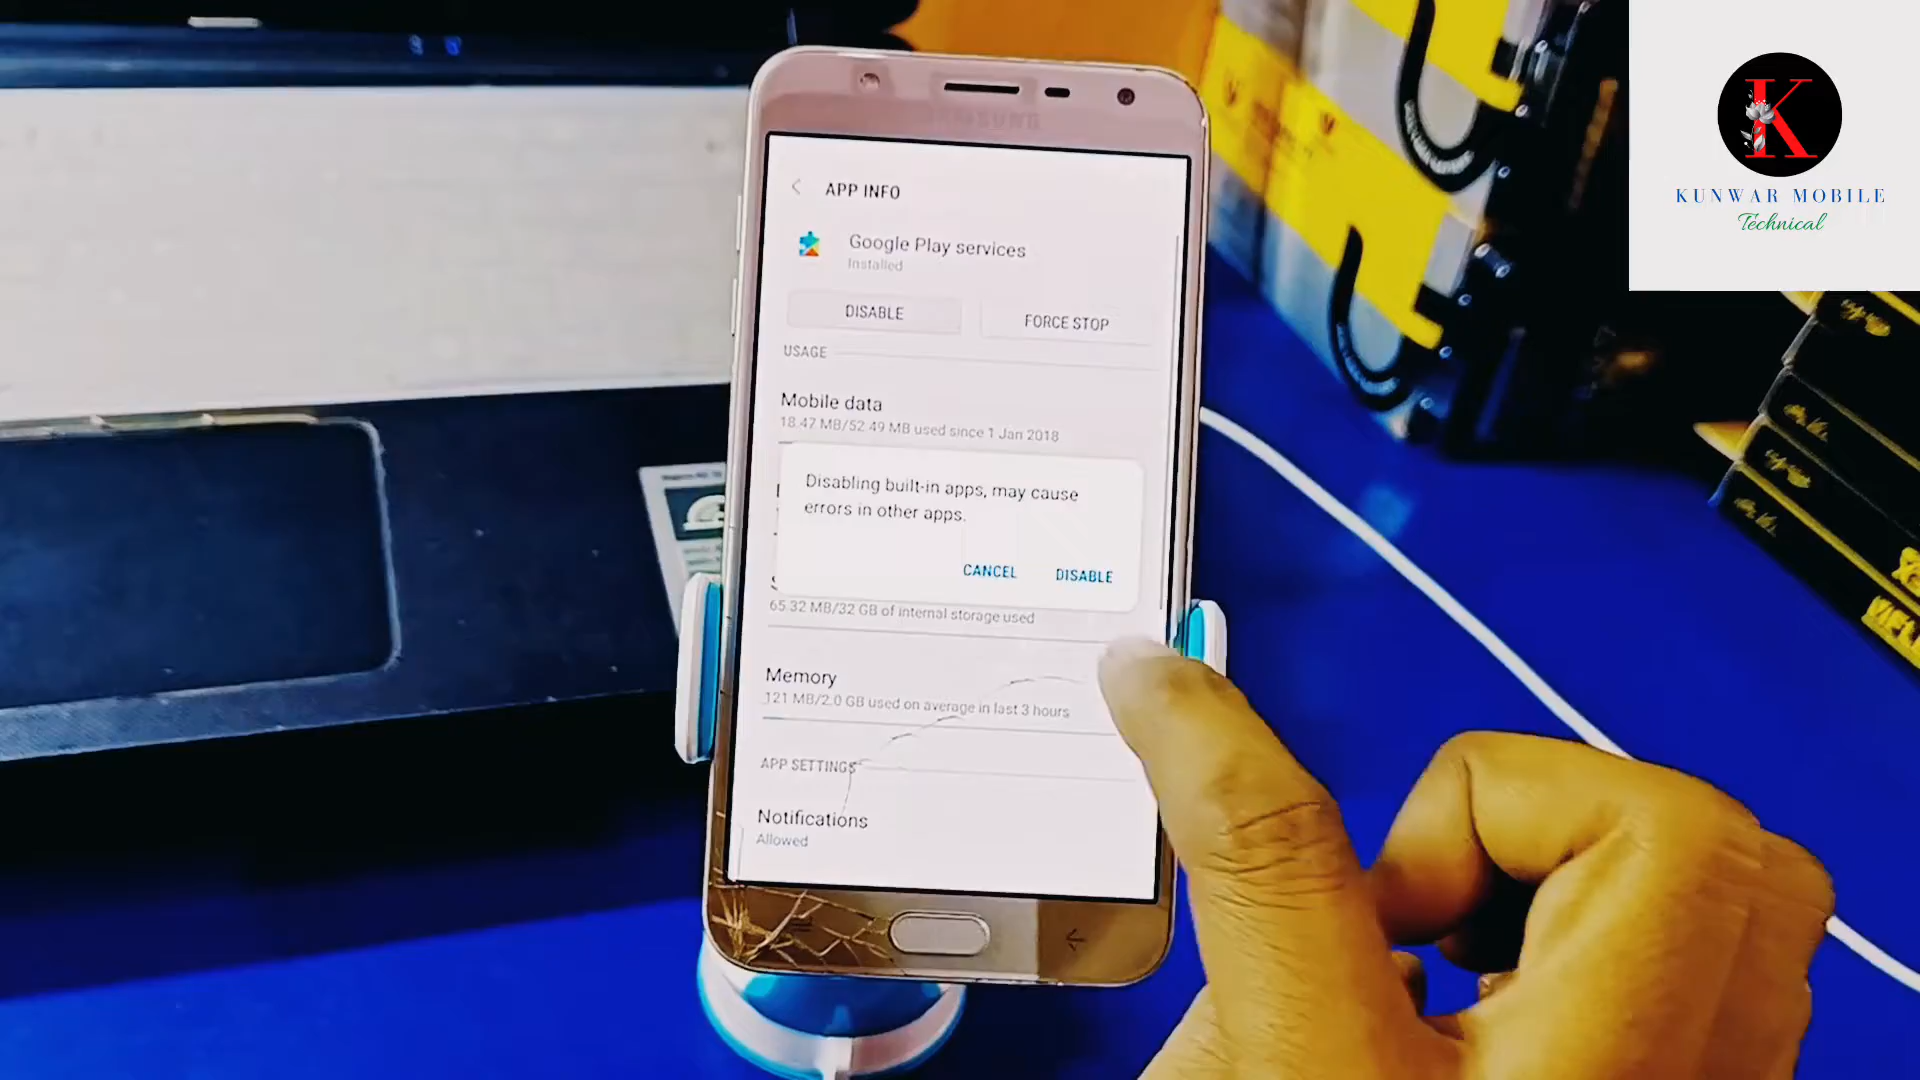 SAMSUNG
APP INFO
Google Play services
Installed
DISABLE
FORCE STOP
USAGE
Mobile data
18.47 MB/52.49 MB used since 1 Jan 2018
Disabling built-in apps, may cause
errors in other apps.
CANCEL
DISABLE
65.32 MB/32 GB of internal storage used
Memory
121 MB/2.0 GB used on average in last 3 hours
APP SETTINGS
Notifications
Allowed
K
KUNWAR MOBILE
Technical